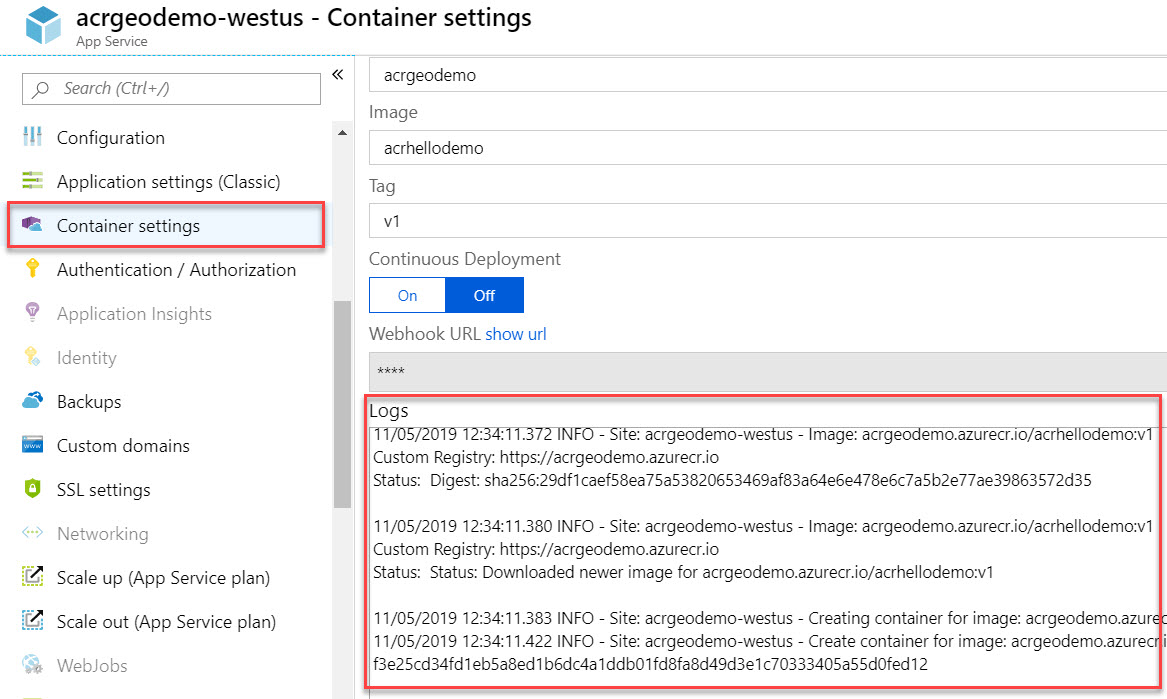 acrgeodemo-westus - Container settings
App Service
Search (Ctrl+/)
«
Configuration
Application settings (Classic)
Container settings
Authentication / Authorization
Application Insights
Identity
Backups
Custom domains
SSL settings
Networking
Scale up (App Service plan)
Scale out (App Service plan)
WebJobs
acrgeodemo
Image
acrhellodemo
Tag
v1
Continuous Deployment
On Off
Webhook URL show url
****
Logs
11/05/2019 12:34:11.372 INFO - Site: acrgeodemo-westus - Image: acrgeodemo.azurecr.io/acrhellodemo:v1
Custom Registry: https://acrgeodemo.azurecr.io
Status: Digest: sha256:29df1caef58ea75a53820653469af83a64e6e478e6c7a5b2e77ae39863572d35
11/05/2019 12:34:11.380 INFO - Site: acrgeodemo-westus - Image: acrgeodemo.azurecr.io/acrhellodemo:v1
Custom Registry: https://acrgeodemo.azurecr.io
Status: Status: Downloaded newer image for acrgeodemo.azurecr.io/acrhellodemo:v1
11/05/2019 12:34:11.383 INFO - Site: acrgeodemo-westus - Creating container for image: acrgeodemo.azurec
11/05/2019 12:34:11.422 INFO - Site: acrgeodemo-westus - Create container for image: acrgeodemo.azurecr.i
f3e25cd34fd1eb5a8ed1b6dc4a1ddb01fd8fa8d49d3e1c70333405a55d0fed12